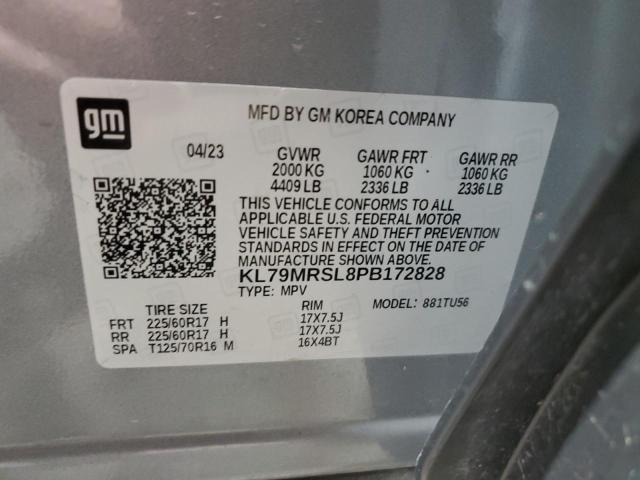 gm
MFD BY GM KOREA COMPANY
04/23 GVWR GAWR FRT GAWR RR
2000 KG 1060 KG 1060 KG
4409 LB 2336 LB 2336 LB
THIS VEHICLE CONFORMS TO ALL
APPLICABLE U.S. FEDERAL MOTOR
VEHICLE SAFETY AND THEFT PREVENTION
STANDARDS IN EFFECT ON THE DATE OF
MANUFACTURE SHOWN ABOVE.
KL79MRSL8PB172828
TYPE: MPV MODEL: 881TU56
TIRE SIZE RIM
FRT 225/60R17 H 17X7.5J
RR 225/60R17 H 17X7.5J
SPA T125/70R16 M 16X4BT